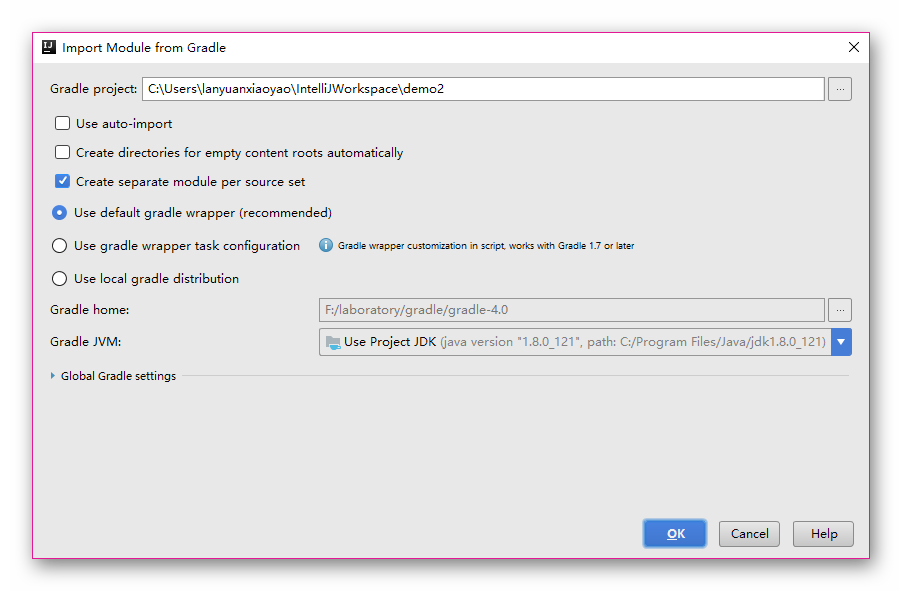 Import Module from Gradle
Gradle project: C:\Users\lanyuanxiaoyao\IntelliJWorkspace\demo2 ...
Use auto-import
Create directories for empty content roots automatically
Create separate module per source set
Use default gradle wrapper (recommended)
Use gradle wrapper task configuration Gradle wrapper customization in script, works with Gradle 1.7 or later
Use local gradle distribution
Gradle home: F:/laboratory/gradle/gradle-4.0 ...
Gradle JVM: Use Project JDK (java version "1.8.0_121", path: C:/Program Files/Java/jdk1.8.0_121)
Global Gradle settings
OK Cancel Help